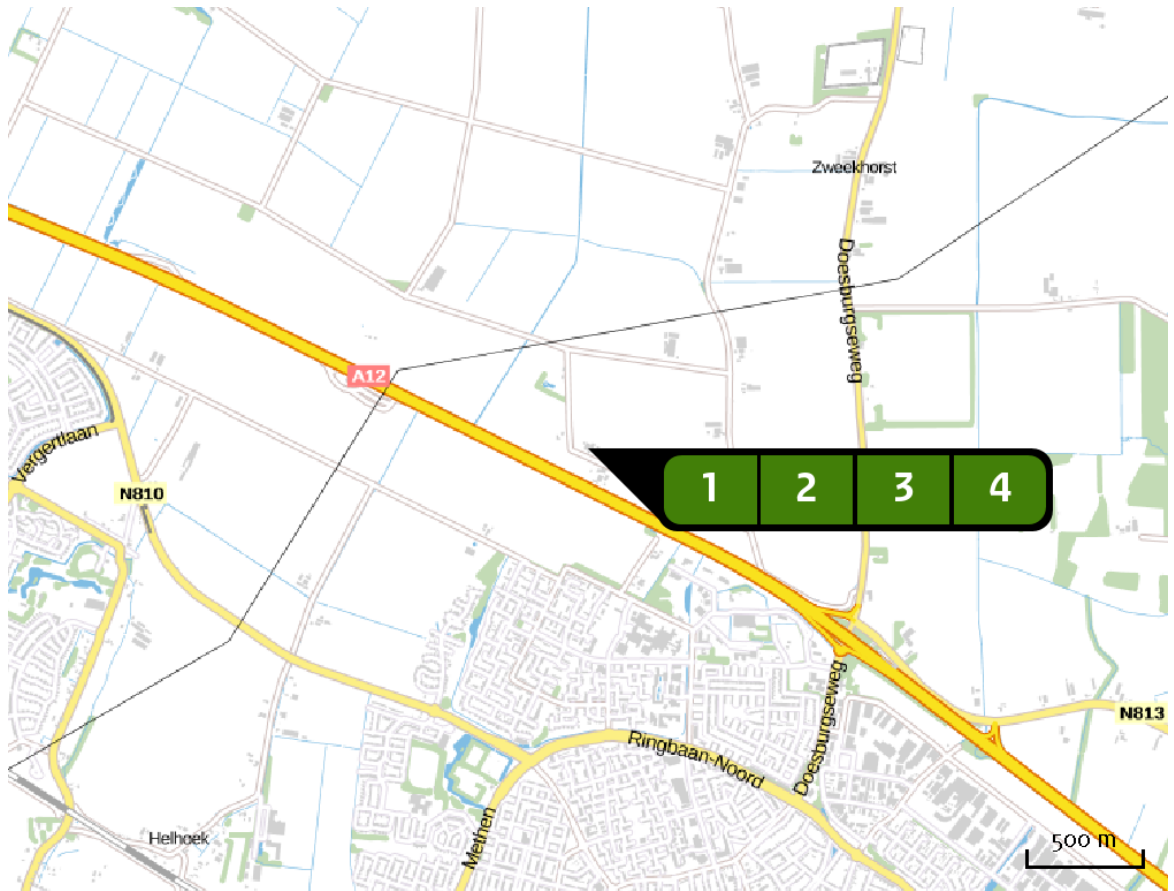 Zweekhorst
Doesburgseweg
A12
Vergertlaan
N810
1 2 3 4
Doesburgseweg
N813
Ringbaan-Noord
Methen
Helhoek
500 m